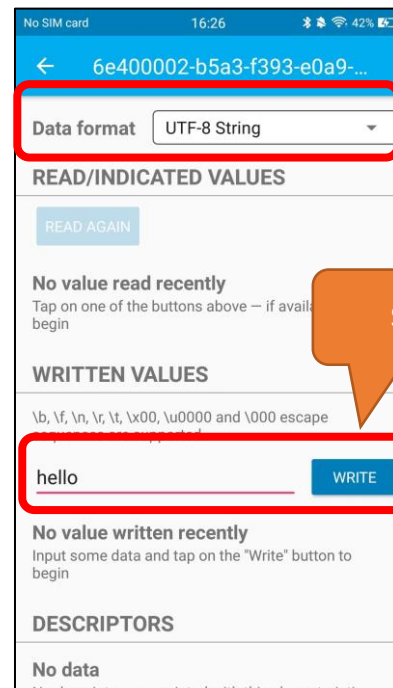 No SIM card 16:26 42%
6e400002-b5a3-f393-e0a9-...
Data format UTF-8 String
READ/INDICATED VALUES
READ AGAIN
No value read recently
Tap on one of the buttons above — if
begin
WRITTEN VALUES
\b, \f, \n, \r, \t, \x00, \u0000 and \000 escape
sequences are supported
hello WRITE
No value written recently
Input some data and tap on the "Write" button to
begin
DESCRIPTORS
No data